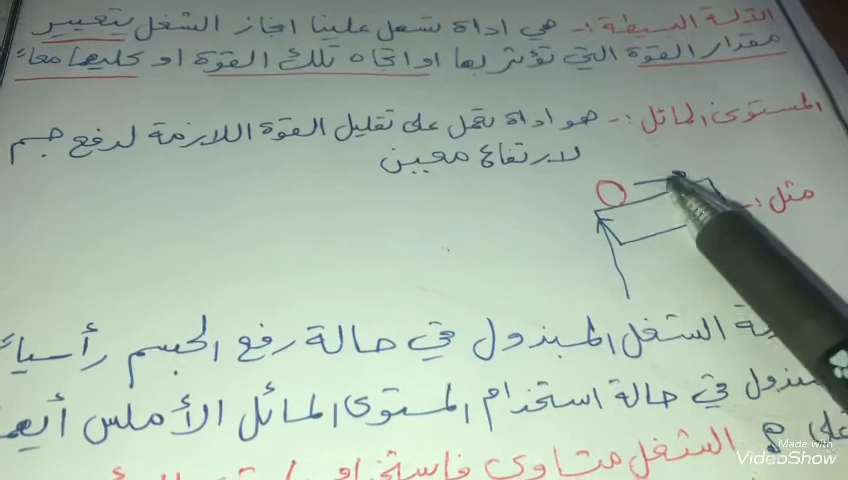 الآلة البسيطة :- هي اداة تسهل علينا انجاز الشغل بتغيير
مقدار القوة التي تؤثر بها او اتجاه تلك القوة او كليهما معاً
المستوى المائل :- هو اداة تعمل على تقليل القوة اللازمة لدفع جسم
لارتفاع معين
مثل :-
الشغل المبذول في حالة رفع الجسم رأسياً
في حالة استخدام المستوى المائل الأملس أيهما
الشغل متساوي
Made with
VideoShow